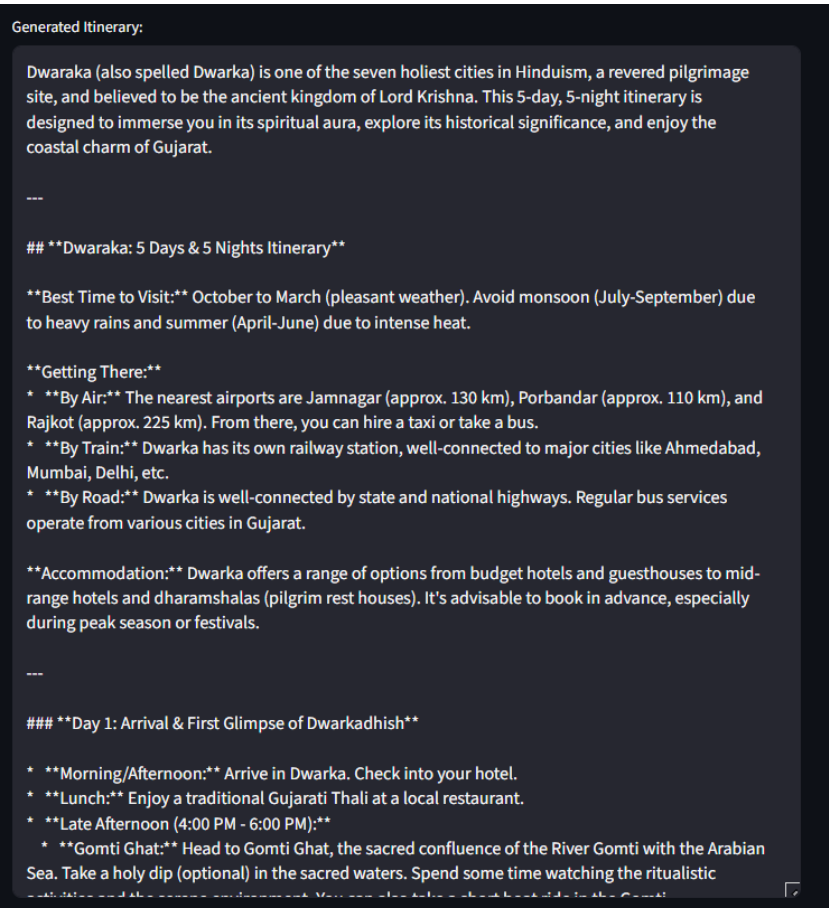 Generated Itinerary:
Dwaraka (also spelled Dwarka) is one of the seven holiest cities in Hinduism, a revered pilgrimage
site, and believed to be the ancient kingdom of Lord Krishna. This 5-day, 5-night itinerary is
designed to immerse you in its spiritual aura, explore its historical significance, and enjoy the
coastal charm of Gujarat.
---
## **Dwaraka: 5 Days & 5 Nights Itinerary**
**Best Time to Visit:** October to March (pleasant weather). Avoid monsoon (July-September) due
to heavy rains and summer (April-June) due to intense heat.
**Getting There:**
*   **By Air:** The nearest airports are Jamnagar (approx. 130 km), Porbandar (approx. 110 km), and
Rajkot (approx. 225 km). From there, you can hire a taxi or take a bus.
*   **By Train:** Dwarka has its own railway station, well-connected to major cities like Ahmedabad,
Mumbai, Delhi, etc.
*   **By Road:** Dwarka is well-connected by state and national highways. Regular bus services
operate from various cities in Gujarat.
**Accommodation:** Dwarka offers a range of options from budget hotels and guesthouses to mid-
range hotels and dharamshalas (pilgrim rest houses). It's advisable to book in advance, especially
during peak season or festivals.
---
### **Day 1: Arrival & First Glimpse of Dwarkadhish**
*   **Morning/Afternoon:** Arrive in Dwarka. Check into your hotel.
*   **Lunch:** Enjoy a traditional Gujarati Thali at a local restaurant.
*   **Late Afternoon (4:00 PM - 6:00 PM):**
    *   **Gomti Ghat:** Head to Gomti Ghat, the sacred confluence of the River Gomti with the Arabian
Sea. Take a holy dip (optional) in the sacred waters. Spend some time watching the ritualistic